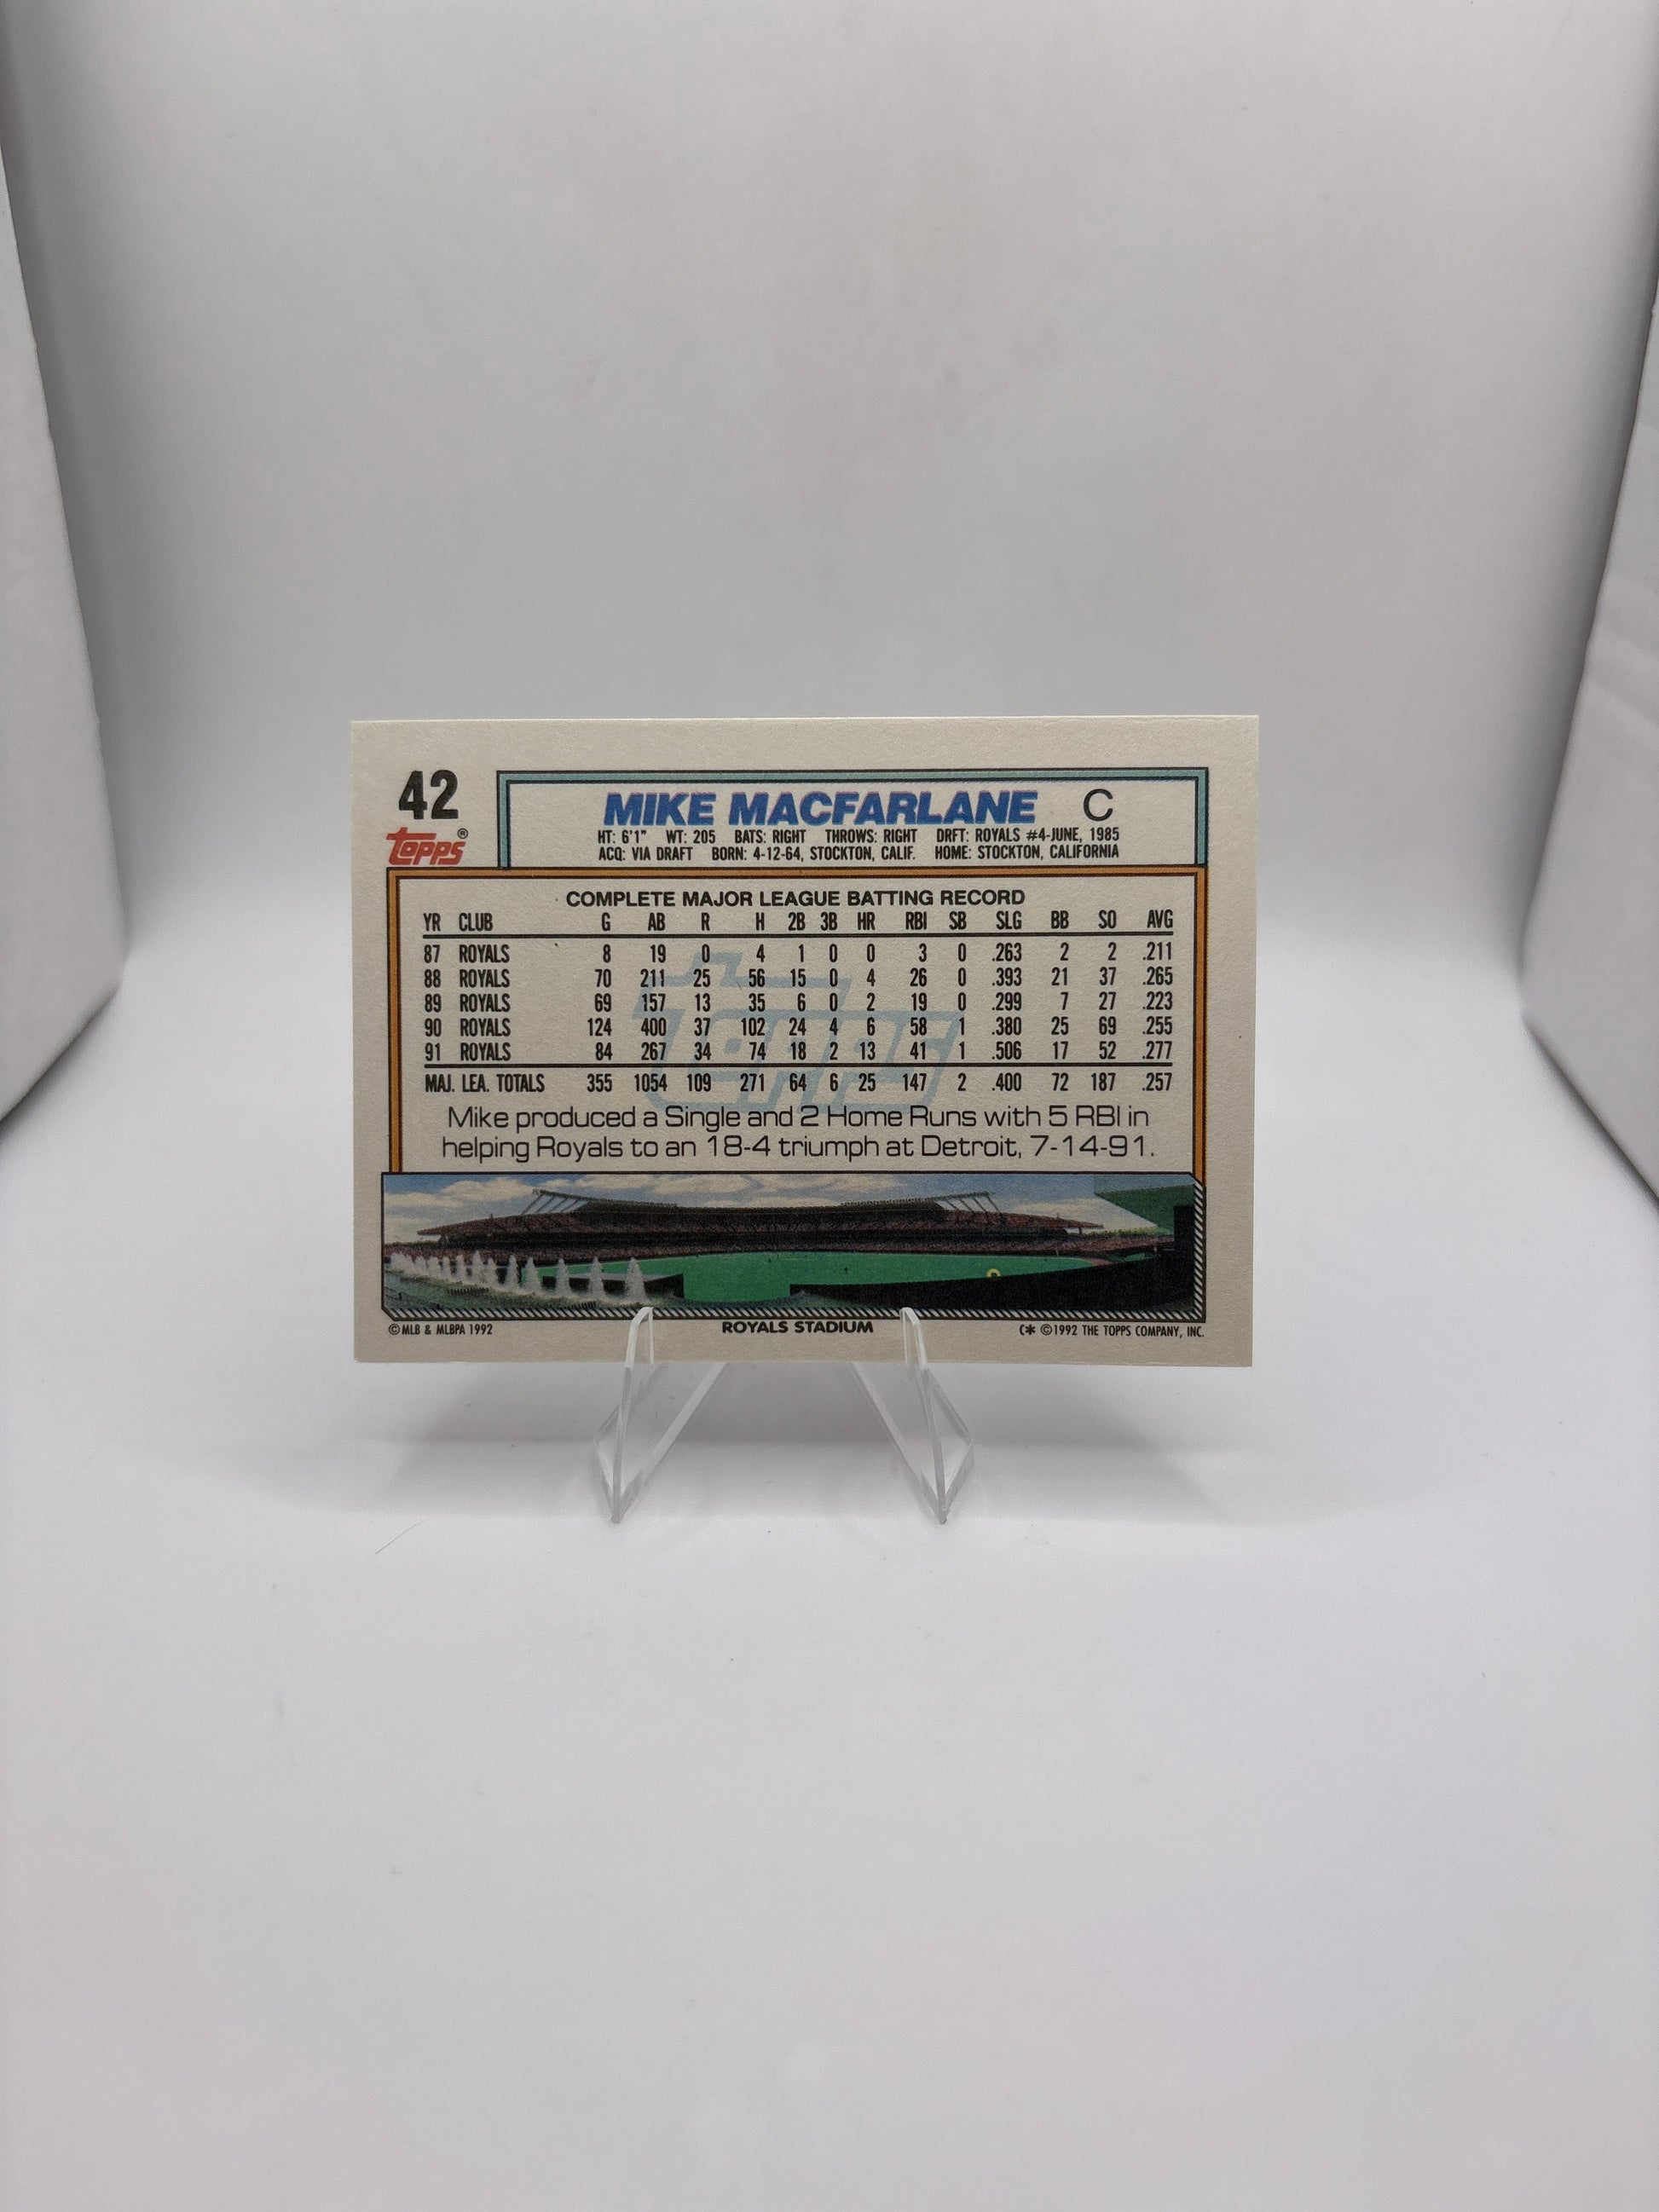 42
Topps®
MIKE MACFARLANE C
HT: 6'1" WT: 205 BATS: RIGHT THROWS: RIGHT DRFT: ROYALS #4-JUNE, 1985
ACQ: VIA DRAFT BORN: 4-12-64, STOCKTON, CALIF. HOME: STOCKTON, CALIFORNIA
COMPLETE MAJOR LEAGUE BATTING RECORD
YR CLUB G AB R H 2B 3B HR RBI SB SLG BB SO AVG
87 ROYALS 8 19 0 4 1 0 0 3 0 .263 2 2 .211
88 ROYALS 70 211 25 56 15 0 4 26 0 .393 21 37 .265
89 ROYALS 69 157 13 35 6 0 2 19 0 .299 7 27 .223
90 ROYALS 124 400 37 102 24 4 6 58 1 .380 25 69 .255
91 ROYALS 84 267 34 74 18 2 13 41 1 .506 17 52 .277
MAJ. LEA. TOTALS 355 1054 109 271 64 6 25 147 2 .400 72 187 .257
Topps
Mike produced a Single and 2 Home Runs with 5 RBI in
helping Royals to an 18-4 triumph at Detroit, 7-14-91.
©MLB & MLBPA 1992 ROYALS STADIUM (* ©1992 THE TOPPS COMPANY, INC.